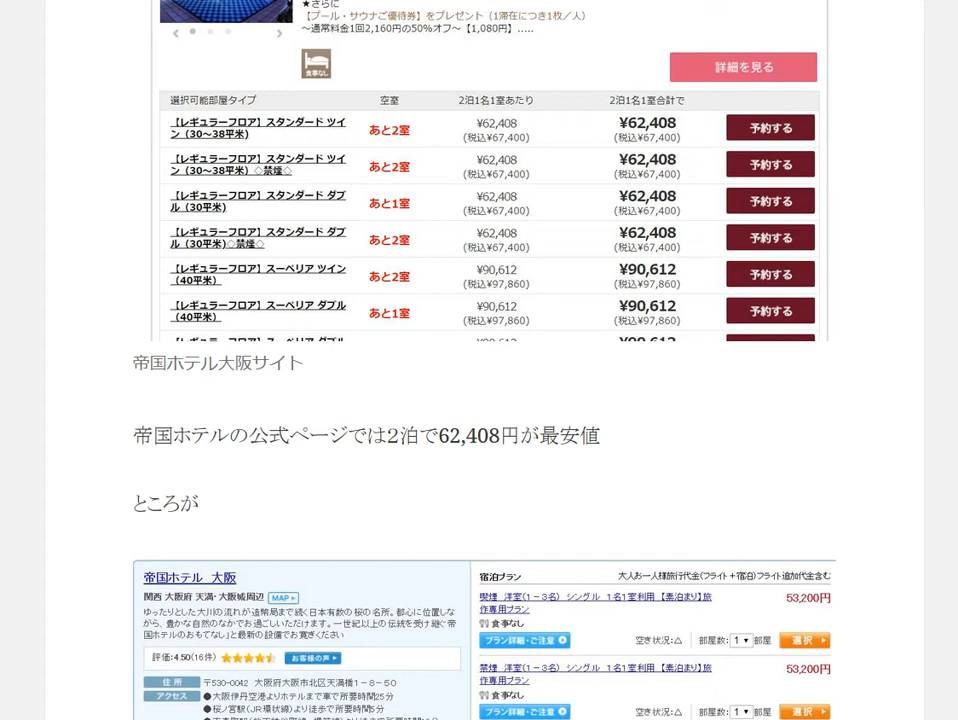 ★さらに
【プール・サウナご優待券】をプレゼント（1滞在につき1枚／人）
～通常料金1回2,160円の50％オフ～【1,080円】.....
食事なし
詳細を見る
選択可能部屋タイプ 空室 2泊1名1室あたり 2泊1名1室合計で
【レギュラーフロア】スタンダード ツイン（30～38平米） あと2室 ¥62,408 (税込¥67,400) ¥62,408 (税込¥67,400) 予約する
【レギュラーフロア】スタンダード ツイン（30～38平米）◇禁煙◇ あと2室 ¥62,408 (税込¥67,400) ¥62,408 (税込¥67,400) 予約する
【レギュラーフロア】スタンダード ダブル（30平米） あと1室 ¥62,408 (税込¥67,400) ¥62,408 (税込¥67,400) 予約する
【レギュラーフロア】スタンダード ダブル（30平米）◇禁煙◇ あと2室 ¥62,408 (税込¥67,400) ¥62,408 (税込¥67,400) 予約する
【レギュラーフロア】スーペリア ツイン（40平米） あと2室 ¥90,612 (税込¥97,860) ¥90,612 (税込¥97,860) 予約する
【レギュラーフロア】スーペリア ダブル（40平米） あと1室 ¥90,612 (税込¥97,860) ¥90,612 (税込¥97,860) 予約する
帝国ホテル大阪サイト
帝国ホテルの公式ページでは２泊で62,408円が最安値
ところが
帝国ホテル 大阪
関西 大阪府 天満・大阪城周辺 MAP
ゆったりとした大川の流れが造幣局まで続く日本有数の桜の名所。都心に位置しな
がら、豊かな自然のなかでお過ごしいただけます。一世紀以上の伝統を受け継ぐ「帝
国ホテルのおもてなし」と最新の設備でお寛ぎください
評価:4.50(16件) お客様の声
住所 〒530-0042 大阪府大阪市北区天満橋1－8－50
アクセス ●大阪伊丹空港よりホテルまで車で所要時間25分
●桜ノ宮駅（JR環状線）より徒歩で所要時間5分
宿泊プラン 大人お一人様旅行代金(フライト＋宿泊)フライト追加代金含む
喫煙 洋室(1－3名) シングル 1名1室利用 【素泊まり】旅
作専用プラン
53,200円
食事なし
プラン詳細・ご注意 空き状況:△ 部屋数: 1 部屋 選択
禁煙 洋室(1－3名) シングル 1名1室利用 【素泊まり】旅
作専用プラン
53,200円
食事なし
プラン詳細・ご注意 空き状況:△ 部屋数: 1 部屋 選択